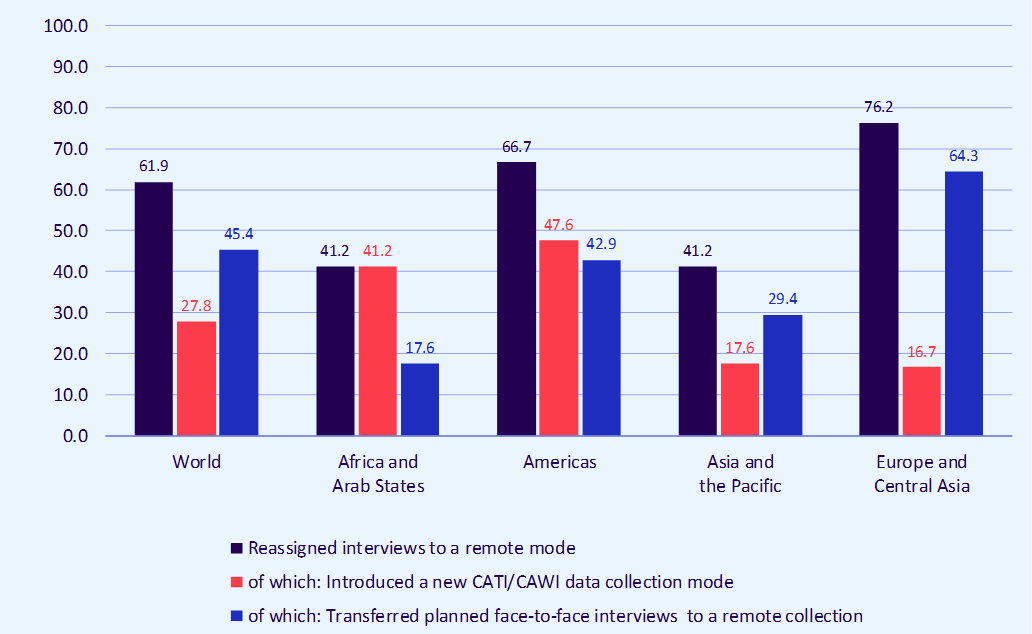 100.0
90.0
80.0
70.0
60.0
50.0
40.0
30.0
20.0
10.0
0.0
61.9
27.8
45.4
41.2
41.2
17.6
66.7
47.6
42.9
41.2
17.6
29.4
76.2
16.7
64.3
World
Africa and
Arab States
Americas
Asia and
the Pacific
Europe and
Central Asia
Reassigned interviews to a remote mode
of which: Introduced a new CATI/CAWI data collection mode
of which: Transferred planned face-to-face interviews  to a remote collection